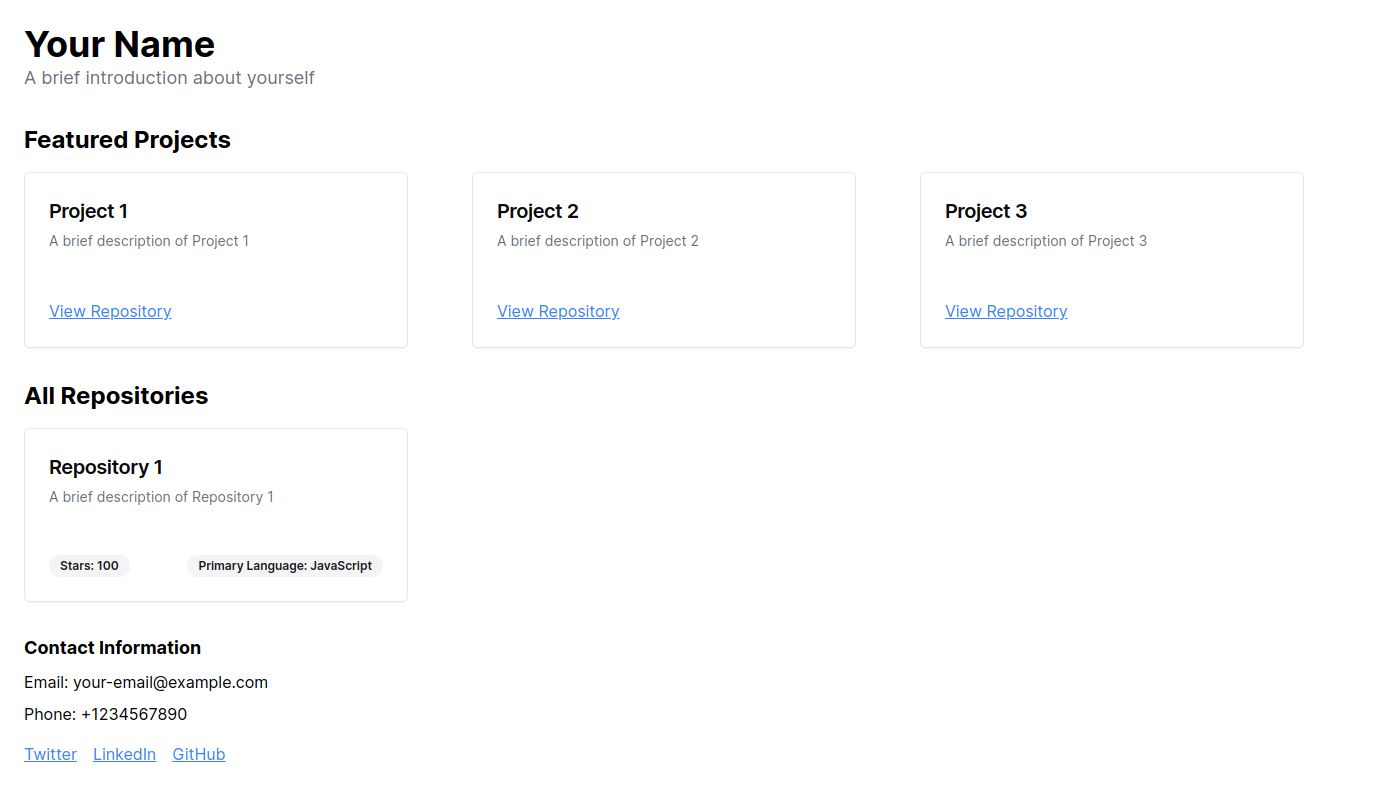 Your Name
A brief introduction about yourself
Featured Projects
Project 1
A brief description of Project 1
View Repository
Project 2
A brief description of Project 2
View Repository
Project 3
A brief description of Project 3
View Repository
All Repositories
Repository 1
A brief description of Repository 1
Stars: 100
Primary Language: JavaScript
Contact Information
Email: your-email@example.com
Phone: +1234567890
Twitter LinkedIn GitHub